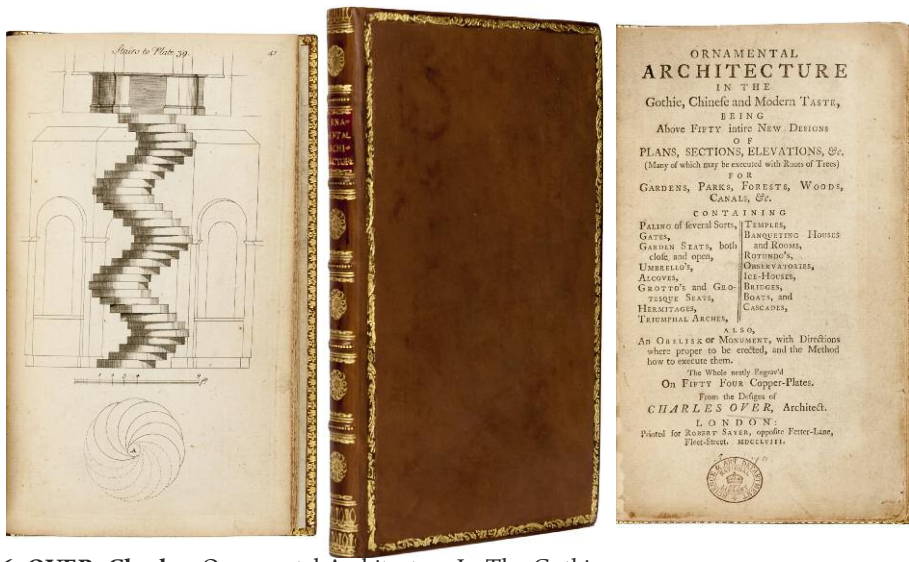 Stairs to Plate 39.
ORNA-
MENTAL
ARCHI-
TECTURE
ORNAMENTAL
ARCHITECTURE
IN THE
Gothic, Chinese and Modern TASTE,
BEING
Above FIFTY intire NEW DESIGNS
OF
PLANS, SECTIONS, ELEVATIONS, &c.
(Many of which may be executed with Roots of Trees)
FOR
GARDENS, PARKS, FORESTS, WOODS,
CANALS, &c.
CONTAINING
PALING of several Sorts,
GATES,
GARDEN SEATS, both
close and open,
UMBRELLO's,
ALCOVES,
GROTTO's and GRO-
TESQUE SEATS,
HERMITAGES,
TRIUMPHAL ARCHES,
TEMPLES,
BANQUETING HOUSES
and ROOMS,
ROTUNDO's,
OBSERVATORIES,
ICE-HOUSES,
BRIDGES,
BOATS, and
CASCADES,
ALSO,
An OBELISK or MONUMENT, with Directions
where proper to be erected, and the Method
how to execute them.
The Whole neatly Engrav'd
On FIFTY FOUR Copper-Plates.
From the Designs of
CHARLES OVER, Architect.
LONDON:
Printed for ROBERT SAYER, opposite Fetter-Lane,
Fleet-Street. MDCCLVIII.
OVER, Charles. Ornamental Architecture In The Gothic